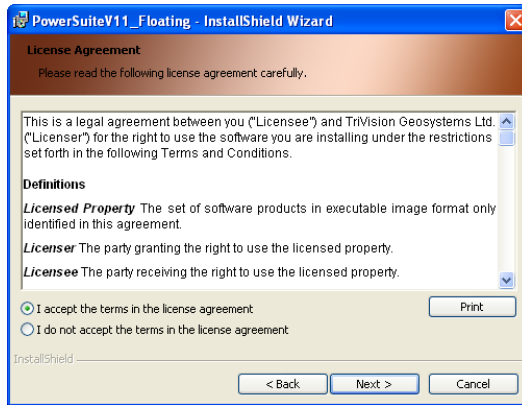 PowerSuiteV11_Floating - InstallShield Wizard
License Agreement
Please read the following license agreement carefully.
This is a legal agreement between you ("Licensee") and TriVision Geosystems Ltd.
("Licenser") for the right to use the software you are installing under the restrictions
set forth in the following Terms and Conditions.
Definitions
Licensed Property The set of software products in executable image format only
identified in this agreement.
Licenser The party granting the right to use the licensed property.
Licensee The party receiving the right to use the licensed property.
I accept the terms in the license agreement
Print
I do not accept the terms in the license agreement
InstallShield
< Back
Next >
Cancel